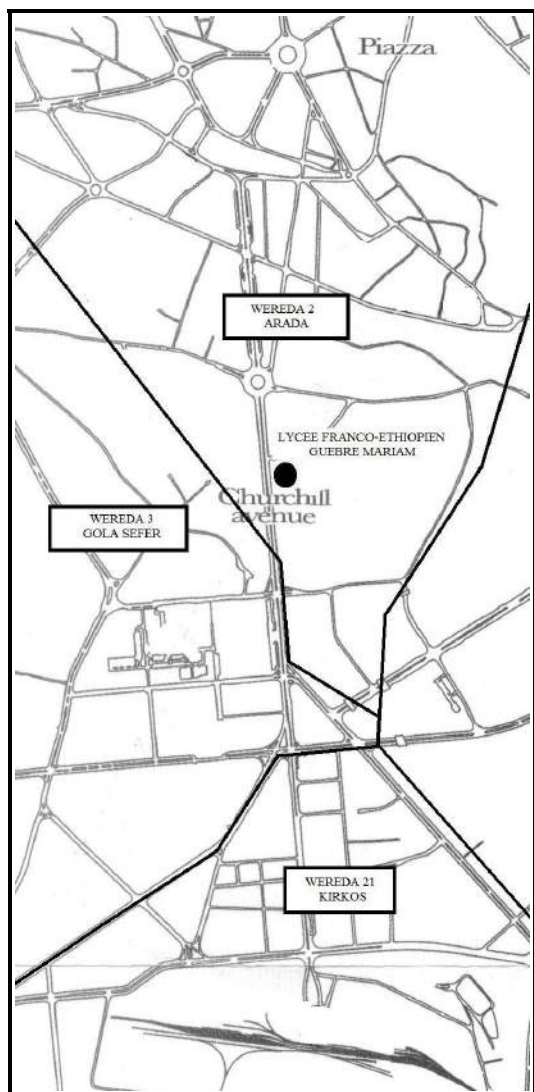 Piazza
WEREDA 2
ARADA
LYCEE FRANCO-ETHIOPIEN
GUEBRE MARIAM
Churchill
avenue
WEREDA 3
GOLA SEFER
WEREDA 21
KIRKOS